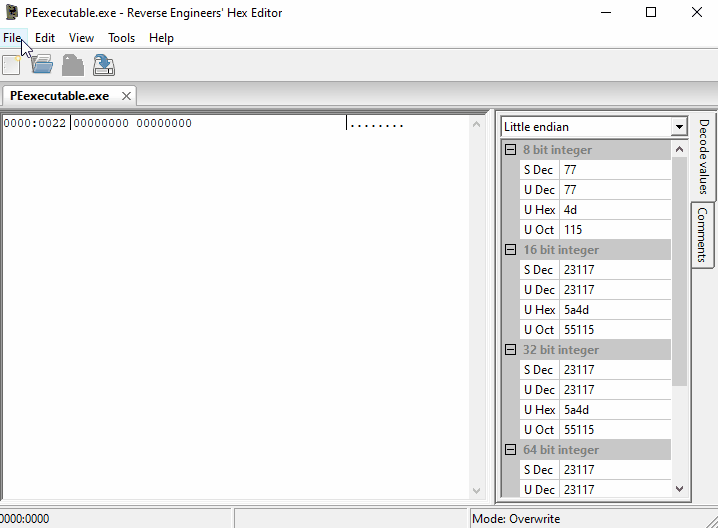 PEexecutable.exe - Reverse Engineers' Hex Editor
File Edit View Tools Help
PEexecutable.exe
0000:0022 00000000 00000000 ........
Little endian
8 bit integer
S Dec 77
U Dec 77
U Hex 4d
U Oct 115
16 bit integer
S Dec 23117
U Dec 23117
U Hex 5a4d
U Oct 55115
32 bit integer
S Dec 23117
U Dec 23117
U Hex 5a4d
U Oct 55115
64 bit integer
S Dec 23117
U Dec 23117
Decode values
Comments
0000:0000
Mode: Overwrite